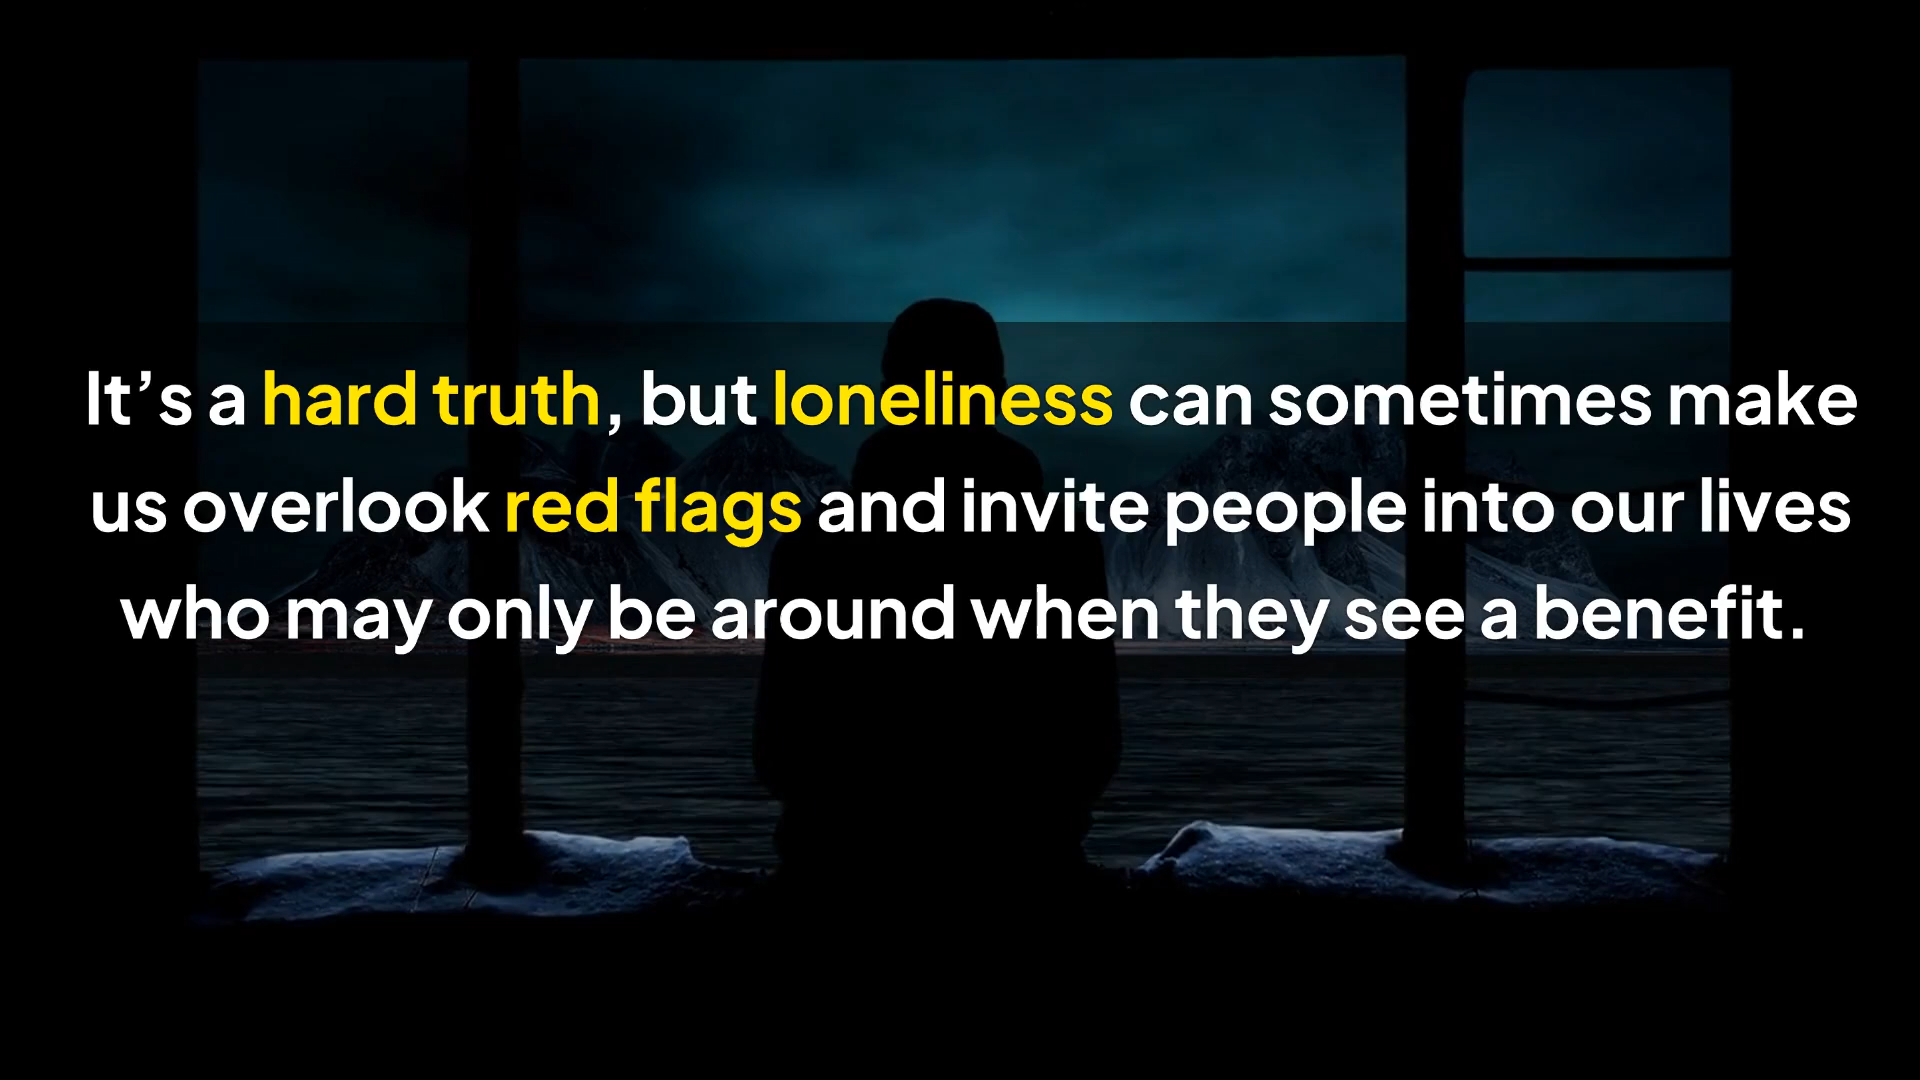 It’s a hard truth, but loneliness can sometimes make
us overlook red flags and invite people into our lives
who may only be around when they see a benefit.